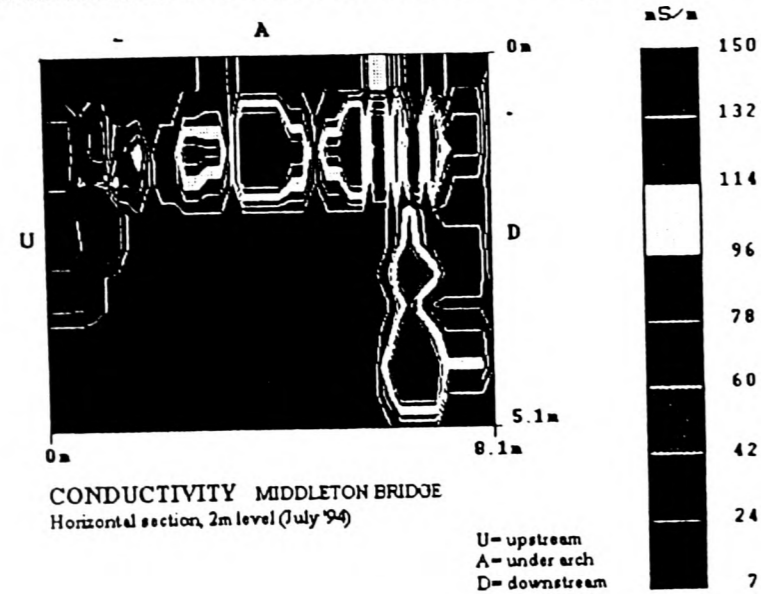 A
0m
U
D
5.1m
0m
8.1m
CONDUCTIVITY MIDDLETON BRIDGE
Horizontal section, 2m level (July '94)
U= upstream
A= under arch
D= downstream
mS/m
150
132
114
96
78
60
42
24
7